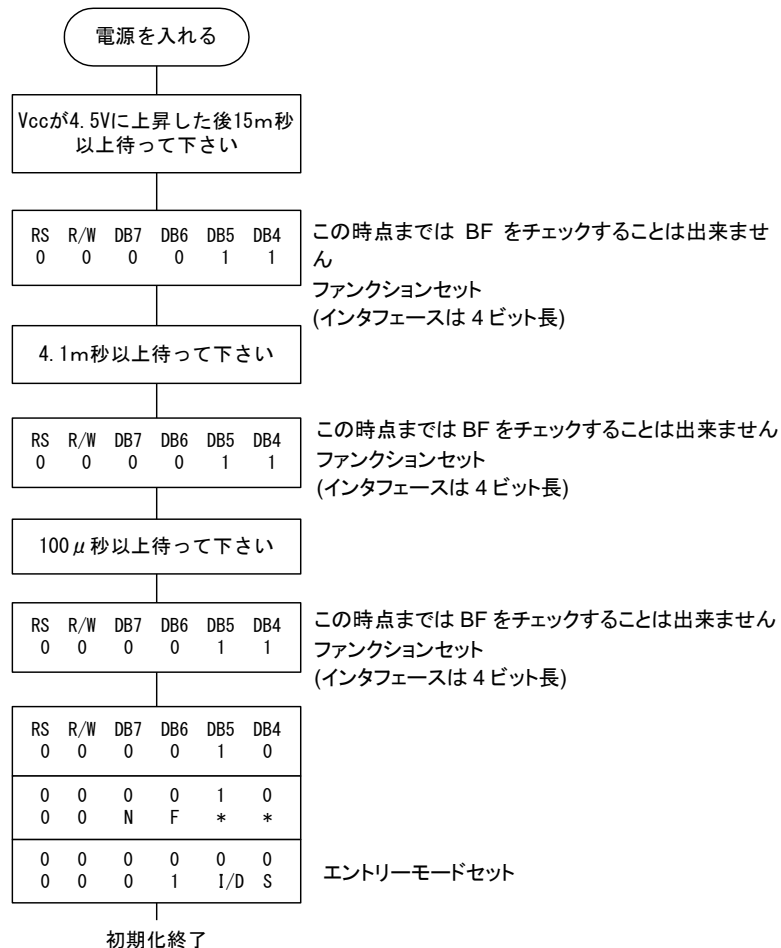 電源を入れる
Vccが4.5Vに上昇した後15m秒
以上待って下さい
RS R/W DB7 DB6 DB5 DB4
0 0 0 0 1 1
この時点までは BF をチェックすることは出来ませ
ん
ファンクションセット
(インタフェースは 4 ビット長)
4.1m秒以上待って下さい
RS R/W DB7 DB6 DB5 DB4
0 0 0 0 1 1
この時点までは BF をチェックすることは出来ません
ファンクションセット
(インタフェースは 4 ビット長)
100μ秒以上待って下さい
RS R/W DB7 DB6 DB5 DB4
0 0 0 0 1 1
この時点までは BF をチェックすることは出来ません
ファンクションセット
(インタフェースは 4 ビット長)
RS R/W DB7 DB6 DB5 DB4
0 0 0 0 1 0
0 0 0 0 1 0
0 0 N F * *
0 0 0 0 0 0
0 0 0 1 I/D S
エントリーモードセット
初期化終了